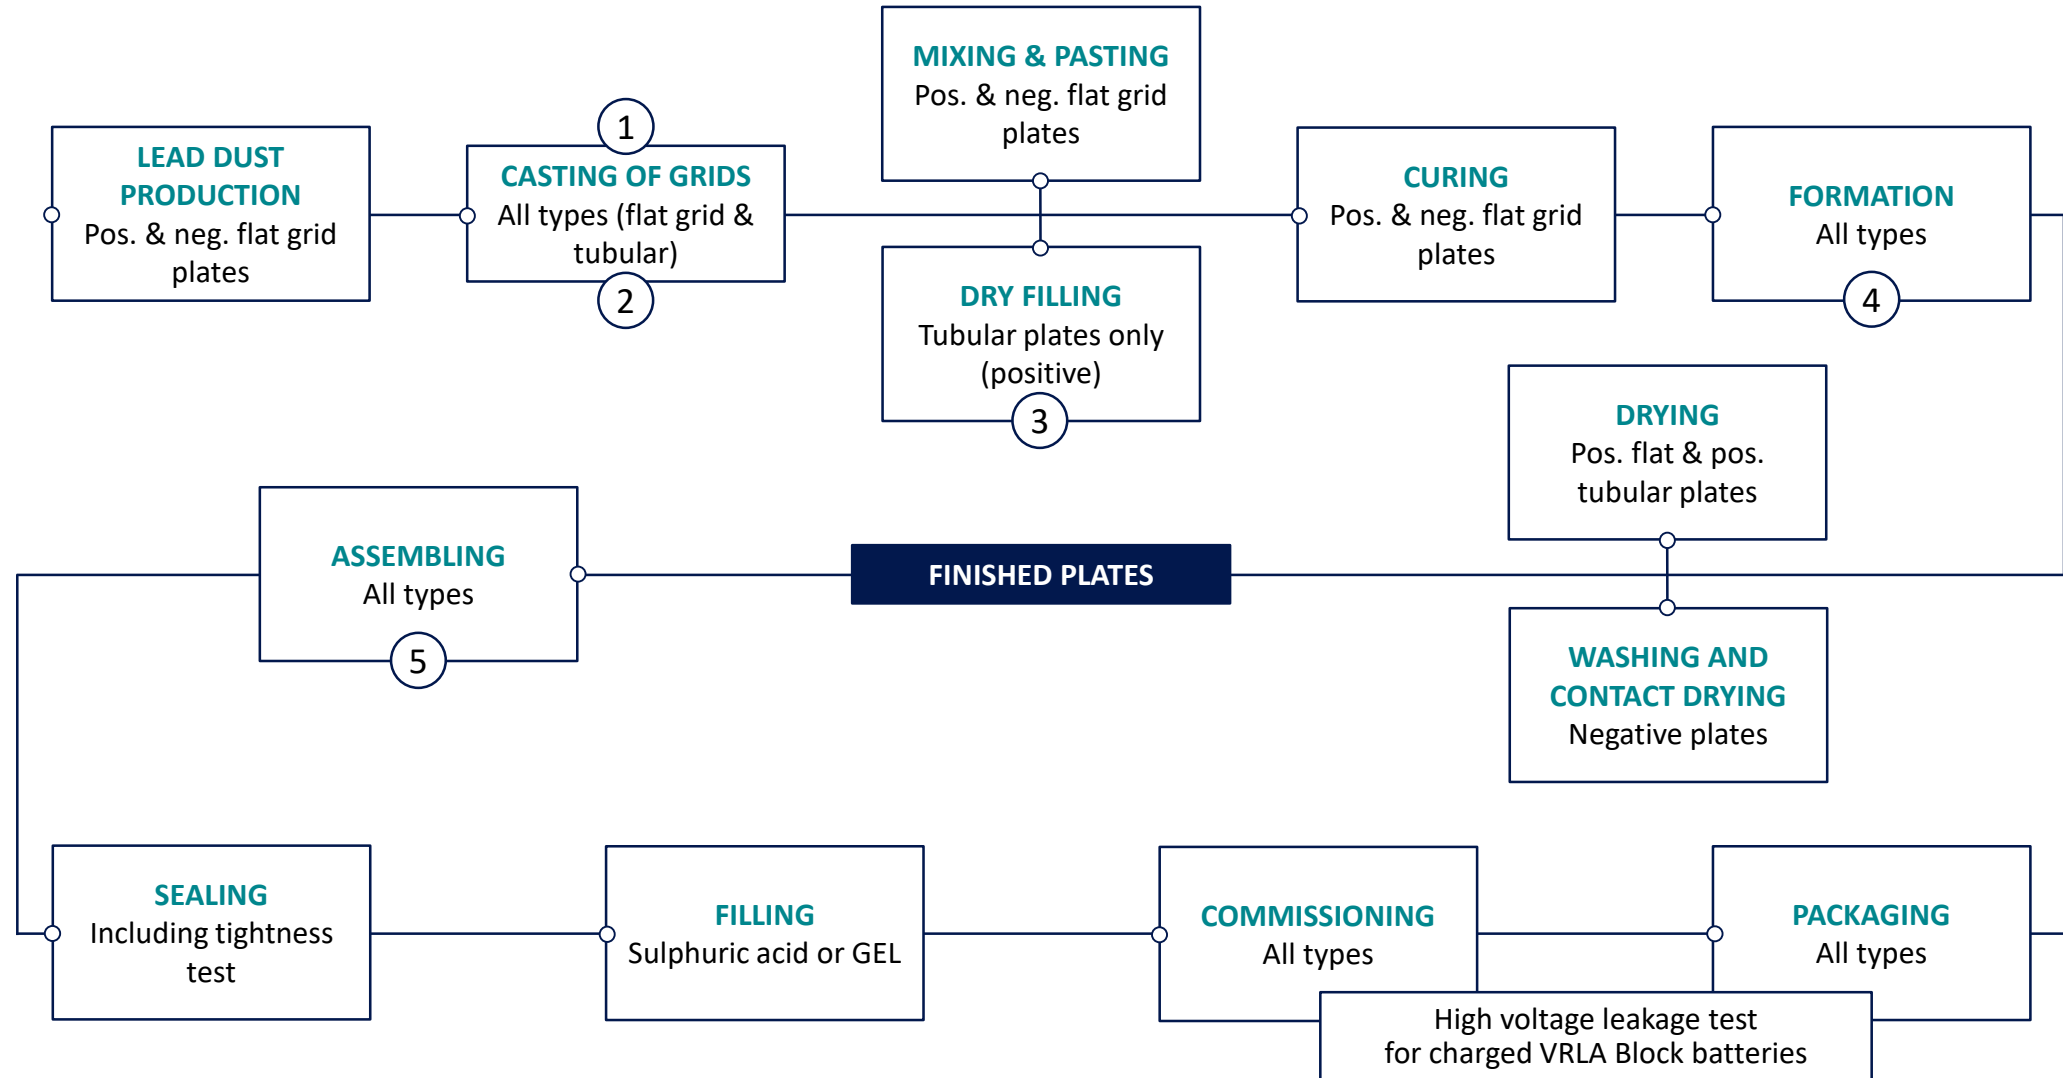 LEAD DUST
PRODUCTION
Pos. & neg. flat grid
plates
1
CASTING OF GRIDS
All types (flat grid &
tubular)
2
MIXING & PASTING
Pos. & neg. flat grid
plates
DRY FILLING
Tubular plates only
(positive)
3
CURING
Pos. & neg. flat grid
plates
FORMATION
All types
4
DRYING
Pos. flat & pos.
tubular plates
WASHING AND
CONTACT DRYING
Negative plates
FINISHED PLATES
ASSEMBLING
All types
5
SEALING
Including tightness
test
FILLING
Sulphuric acid or GEL
COMMISSIONING
All types
PACKAGING
All types
High voltage leakage test
for charged VRLA Block batteries